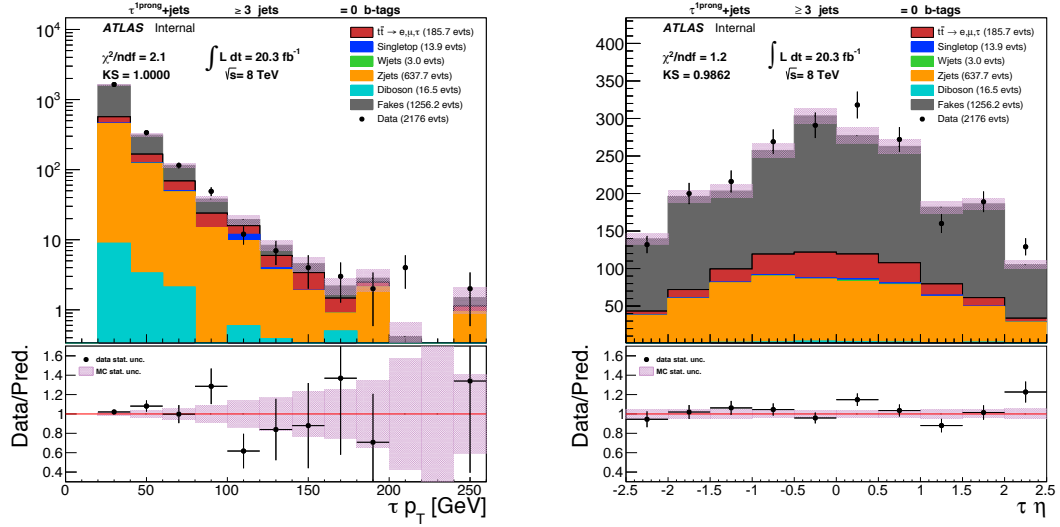 τ¹ᵖʳᵒⁿᵍ+jets ≥ 3 jets = 0 b-tags
ATLAS Internal
χ²/ndf = 2.1
KS = 1.0000
∫ L dt = 20.3 fb⁻¹
√s= 8 TeV
tt̄ → e,μ,τ (185.7 evts)
Singletop (13.9 evts)
Wjets (3.0 evts)
Zjets (637.7 evts)
Diboson (16.5 evts)
Fakes (1256.2 evts)
Data (2176 evts)
10⁴
10³
10²
10
1
Data/Pred.
data stat. unc.
MC stat. unc.
1.6
1.4
1.2
1
0.8
0.6
0.4
0 50 100 150 200 250
τ p_T [GeV]
τ¹ᵖʳᵒⁿᵍ+jets ≥ 3 jets = 0 b-tags
ATLAS Internal
χ²/ndf = 1.2
KS = 0.9862
∫ L dt = 20.3 fb⁻¹
√s= 8 TeV
tt̄ → e,μ,τ (185.7 evts)
Singletop (13.9 evts)
Wjets (3.0 evts)
Zjets (637.7 evts)
Diboson (16.5 evts)
Fakes (1256.2 evts)
Data (2176 evts)
400
350
300
250
200
150
100
50
Data/Pred.
data stat. unc.
MC stat. unc.
1.6
1.4
1.2
1
0.8
0.6
0.4
-2.5 -2 -1.5 -1 -0.5 0 0.5 1 1.5 2 2.5
τ η